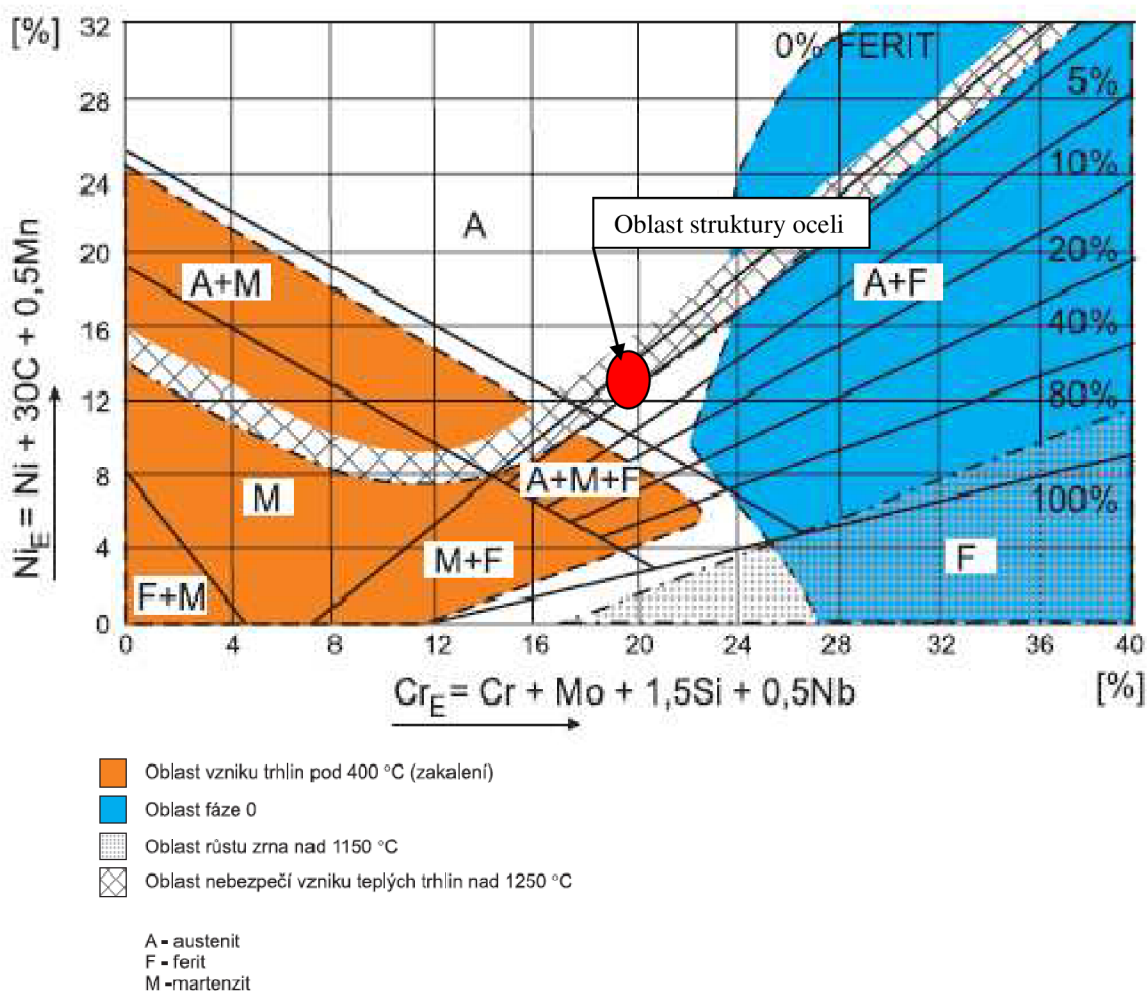 [%]
32
28
24
20
16
12
8
4
0
Ni_E = Ni + 30C + 0,5Mn
0% FERIT
5%
10%
20%
40%
80%
100%
A
Oblast struktury oceli
A+M
A+F
M
A+M+F
M+F
F+M
F
0 4 8 12 16 20 24 28 32 36 40
Cr_E = Cr + Mo + 1,5Si + 0,5Nb
[%]
Oblast vzniku trhlin pod 400 °C (zakalení)
Oblast fáze 0
Oblast růstu zrna nad 1150 °C
Oblast nebezpečí vzniku teplých trhlin nad 1250 °C
A - austenit
F - ferit
M -martenzit